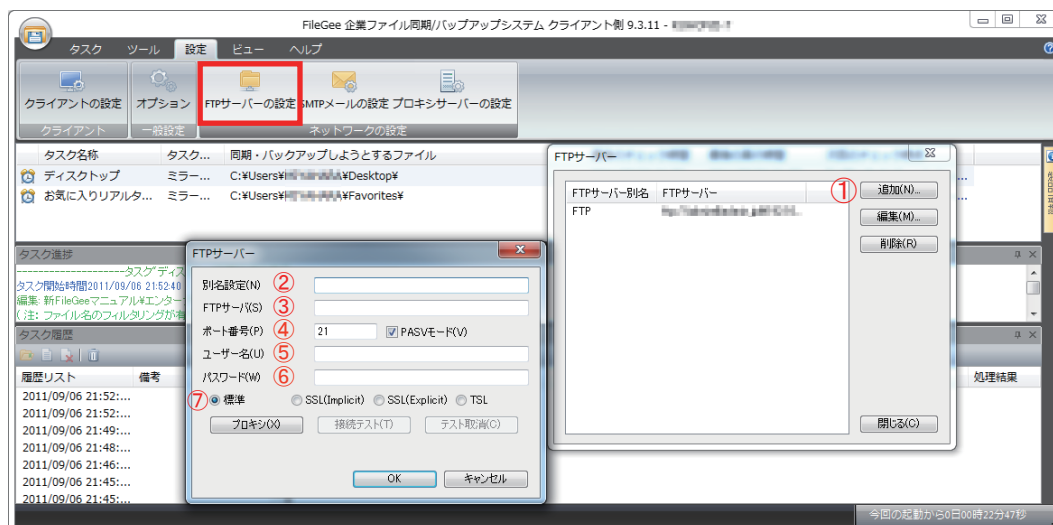 FileGee 企業ファイル同期/バップアップシステム クライアント側 9.3.11 -
タスク ツール 設定 ビュー ヘルプ
クライアントの設定 オプション FTPサーバーの設定 SMTPメールの設定 プロキシサーバーの設定
クライアント 一般設定 ネットワークの設定
タスク名称 タスク... 同期・バックアップしようとするファイル
ディスクトップ ミラー... C:¥Users¥ ¥Desktop¥
お気に入りリアルタ... ミラー... C:¥Users¥ ¥Favorites¥
FTPサーバー
FTPサーバー別名 FTPサーバー
FTP
① 追加(N)...
編集(M)...
削除(R)
閉じる(C)
タスク進捗
--------------------タスク"ディス
タスク開始時間2011/09/06 21:52:40
編集: 新FileGeeマニュアル¥エンター
(注: ファイル名のフィルタリングが有
タスク履歴
履歴リスト 備考 処理結果
2011/09/06 21:52:...
2011/09/06 21:52:...
2011/09/06 21:49:...
2011/09/06 21:48:...
2011/09/06 21:46:...
2011/09/06 21:45:...
2011/09/06 21:45:...
FTPサーバー
別名設定(N) ②
FTPサーバ(S) ③
ポート番号(P) ④ 21 PASVモード(V)
ユーザー名(U) ⑤
パスワード(W) ⑥
⑦ 標準 SSL(Implicit) SSL(Explicit) TSL
プロキシ(X) 接続テスト(T) テスト取消(C)
OK キャンセル
今回の起動から0日00時22分47秒